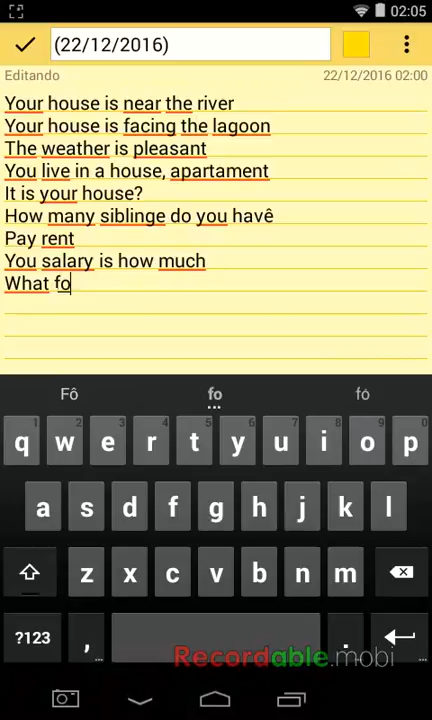 02:05
(22/12/2016)
Editando 22/12/2016 02:00
Your house is near the river
Your house is facing the lagoon
The weather is pleasant
You live in a house, apartament
It is your house?
How many siblinge do you havê
Pay rent
You salary is how much
What fo
Fô fo fò
1 2 3 4 5 6 7 8 9 0
q w e r t y u i o p
a s d f g h j k l
z x c v b n m
?123 , ... . ...
Recordable.mobi